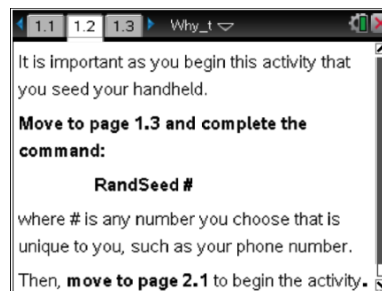 1.1 1.2 1.3 Why_t
It is important as you begin this activity that
you seed your handheld.
Move to page 1.3 and complete the
command:
RandSeed #
where # is any number you choose that is
unique to you, such as your phone number.
Then, move to page 2.1 to begin the activity.